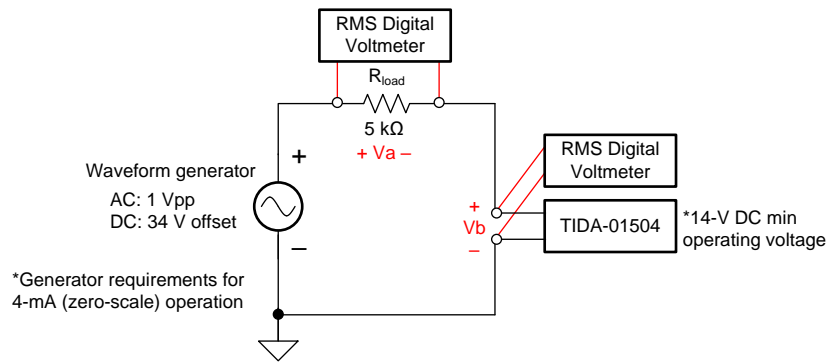 RMS Digital
Voltmeter
Rload
5 kΩ
+ Va –
Waveform generator
AC: 1 Vpp
DC: 34 V offset
+
–
*Generator requirements for
4-mA (zero-scale) operation
RMS Digital
Voltmeter
+
Vb
–
TIDA-01504
*14-V DC min
operating voltage